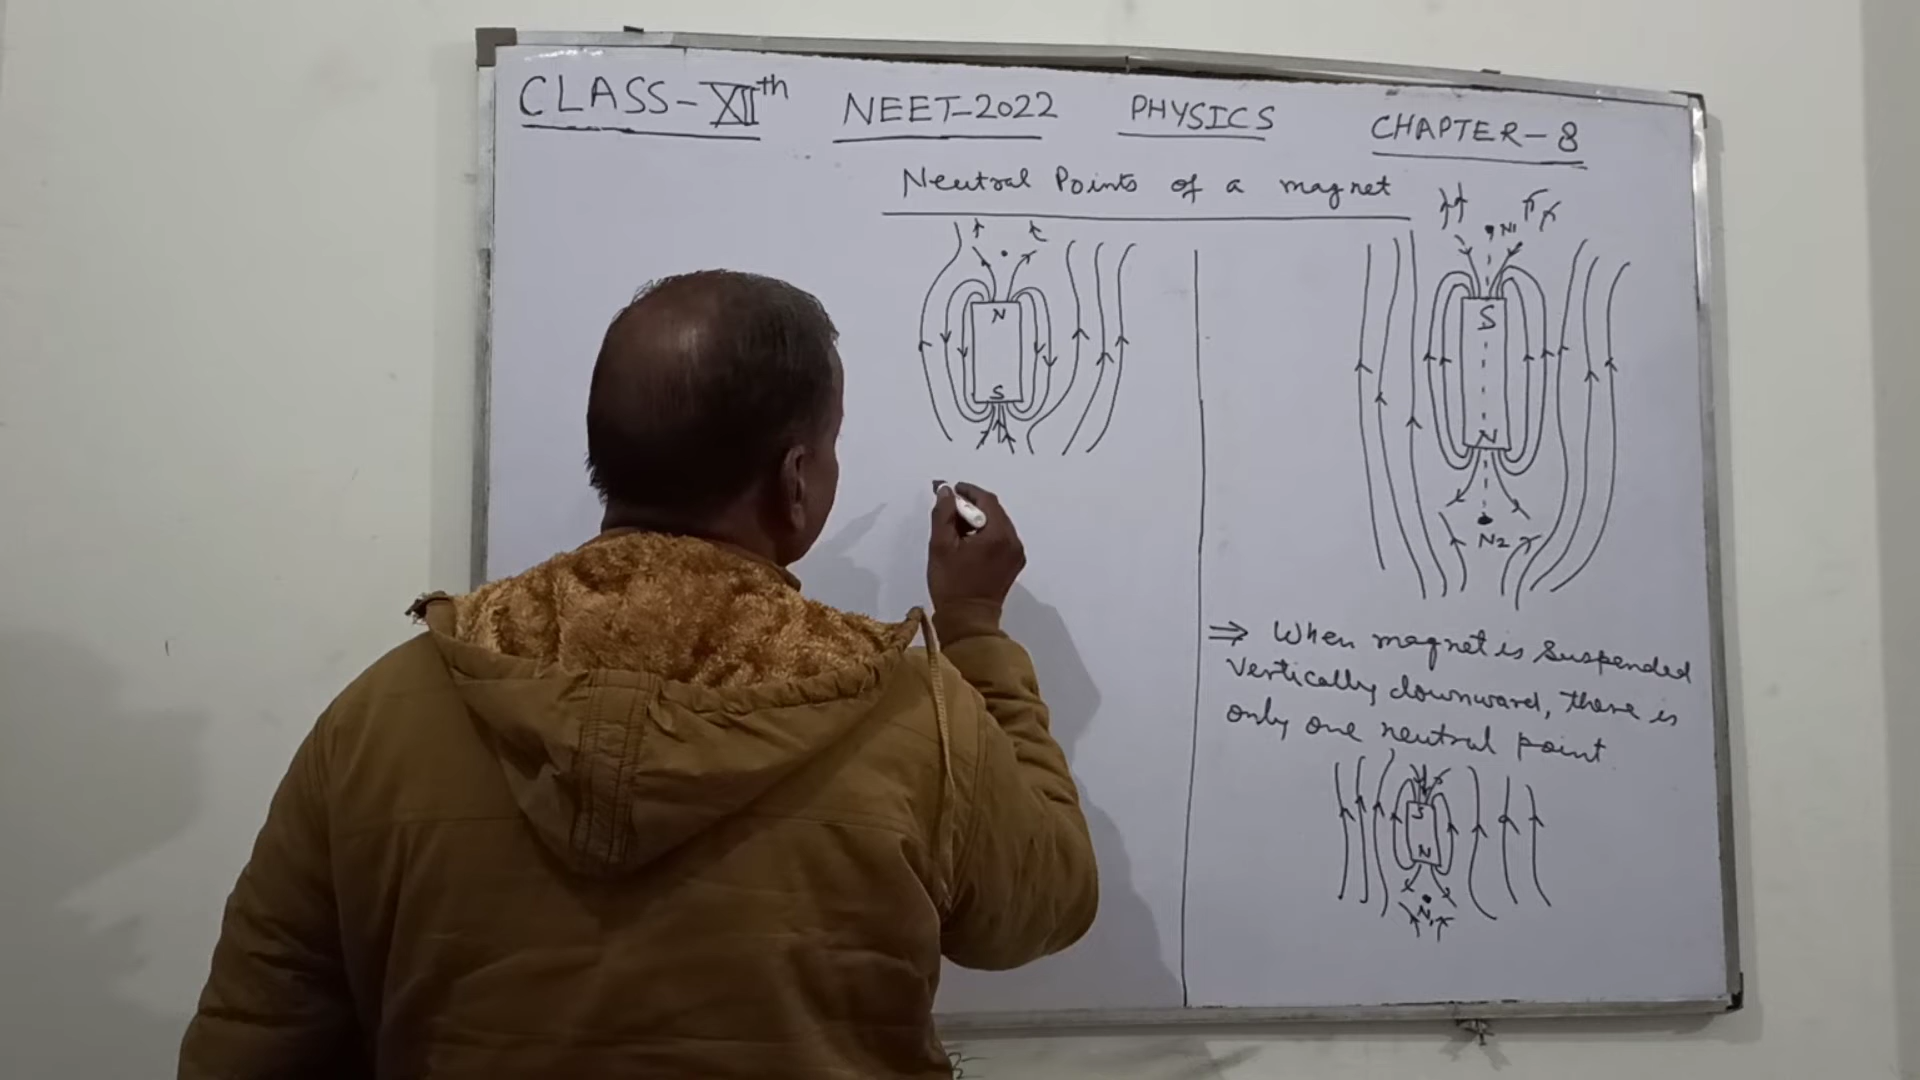 CLASS-XIIth NEET-2022 PHYSICS CHAPTER-8
Neutral Points of a magnet
N
S
N1
S
N
N2
⇒ When magnet is suspended
vertically downward, there is
only one neutral point
S
N
N1